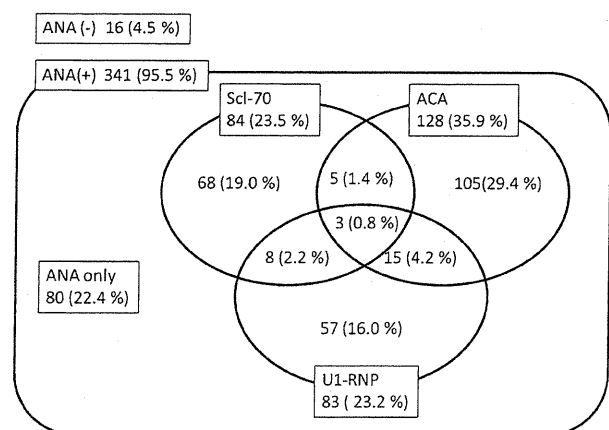 ANA (-) 16 (4.5 %)
ANA(+) 341 (95.5 %)
Scl-70
84 (23.5 %)
ACA
128 (35.9 %)
68 (19.0 %)
5 (1.4 %)
105(29.4 %)
3 (0.8 %)
8 (2.2 %)
15 (4.2 %)
ANA only
80 (22.4 %)
57 (16.0 %)
U1-RNP
83 ( 23.2 %)